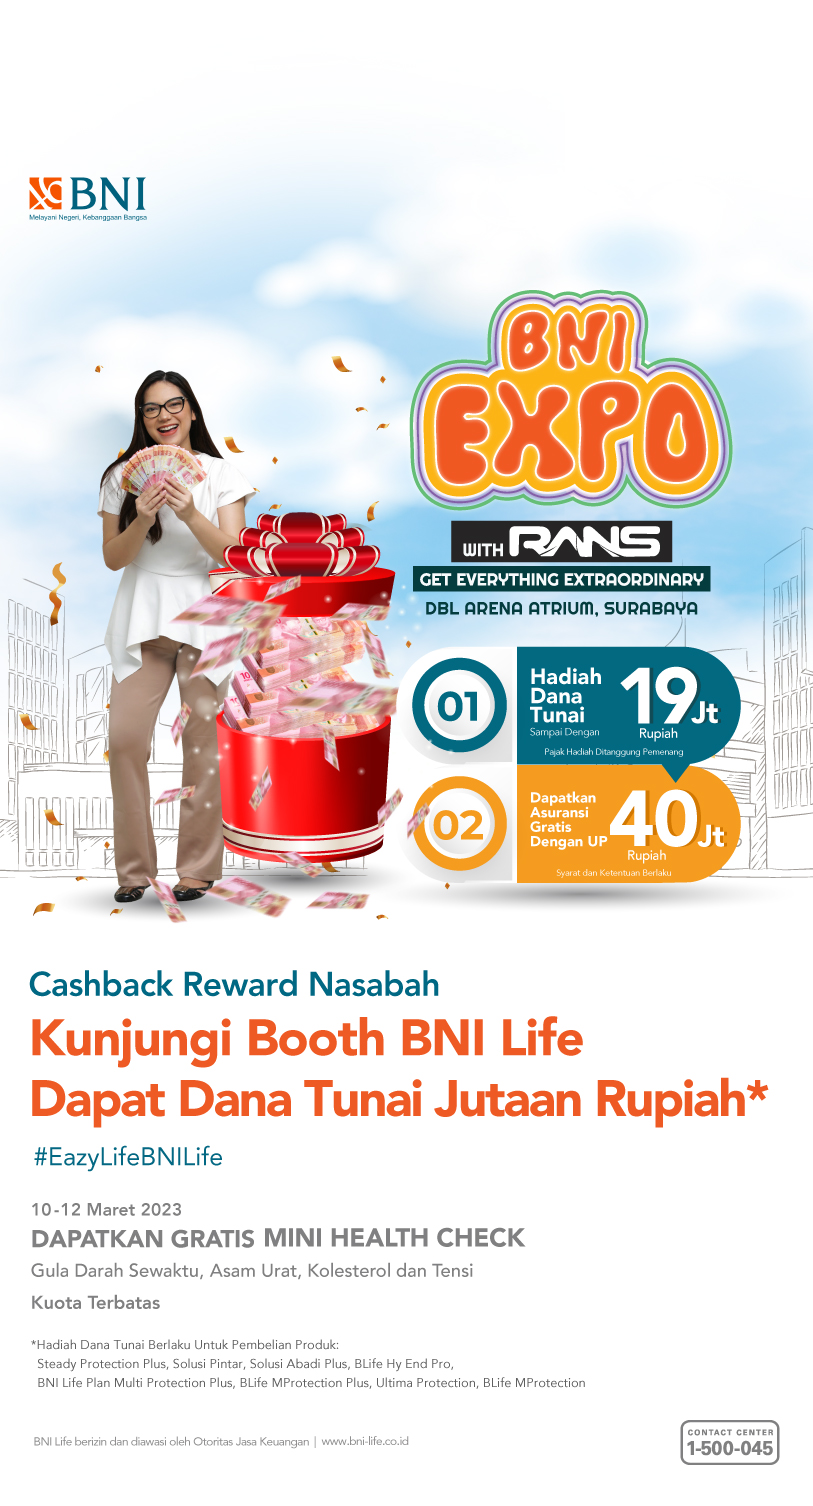 BNI
Melayani Negeri, Kebanggaan Bangsa
BNI
EXPO
WITH RANS
GET EVERYTHING EXTRAORDINARY
DBL ARENA ATRIUM, SURABAYA
01
Hadiah
Dana
Tunai
Sampai Dengan
19Jt
Rupiah
Pajak Hadiah Ditanggung Pemenang
02
Dapatkan
Asuransi
Gratis
Dengan UP
40Jt
Rupiah
Syarat dan Ketentuan Berlaku
Cashback Reward Nasabah
Kunjungi Booth BNI Life
Dapat Dana Tunai Jutaan Rupiah*
#EazyLifeBNILife
10-12 Maret 2023
DAPATKAN GRATIS MINI HEALTH CHECK
Gula Darah Sewaktu, Asam Urat, Kolesterol dan Tensi
Kuota Terbatas
*Hadiah Dana Tunai Berlaku Untuk Pembelian Produk:
Steady Protection Plus, Solusi Pintar, Solusi Abadi Plus, BLife Hy End Pro,
BNI Life Plan Multi Protection Plus, BLife MProtection Plus, Ultima Protection, BLife MProtection
BNI Life berizin dan diawasi oleh Otoritas Jasa Keuangan | www.bni-life.co.id
CONTACT CENTER
1-500-045